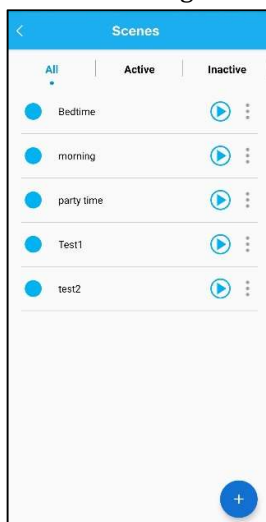 Scenes
All Active Inactive
Bedtime
morning
party time
Test1
test2
+